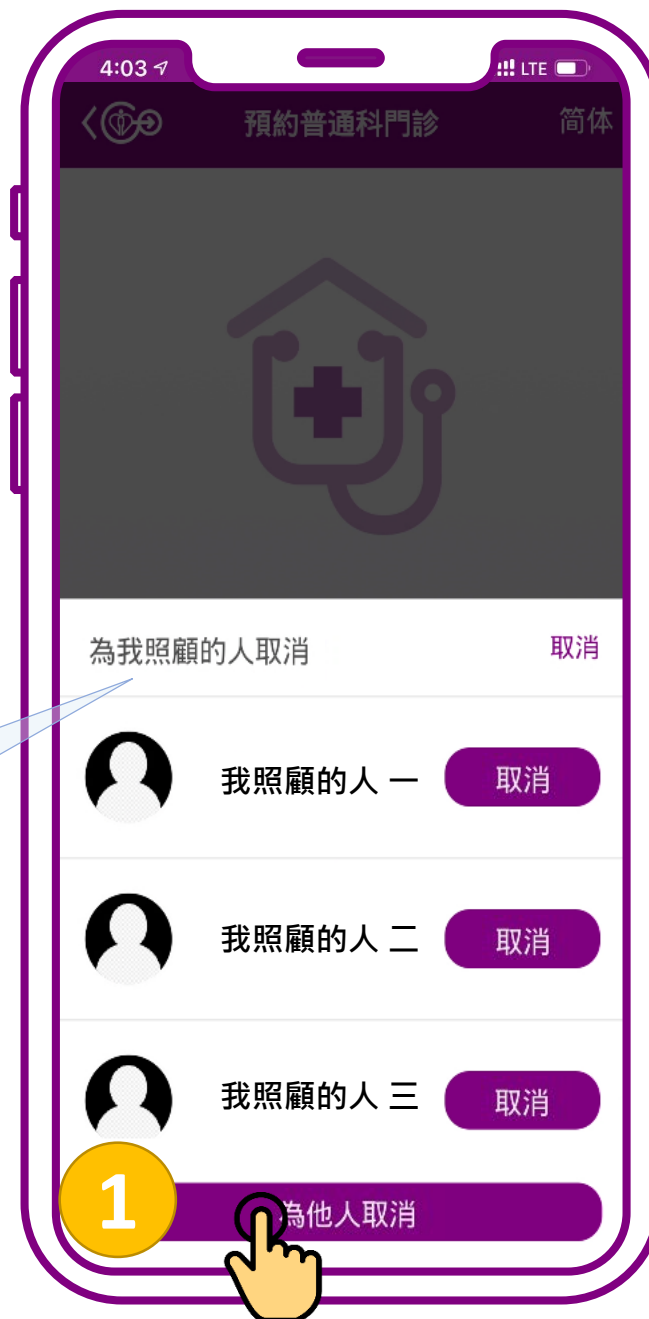 4:03 LTE
預約普通科門診 简体
為我照顧的人取消 取消
我照顧的人 一 取消
我照顧的人 二 取消
我照顧的人 三 取消
1 為他人取消